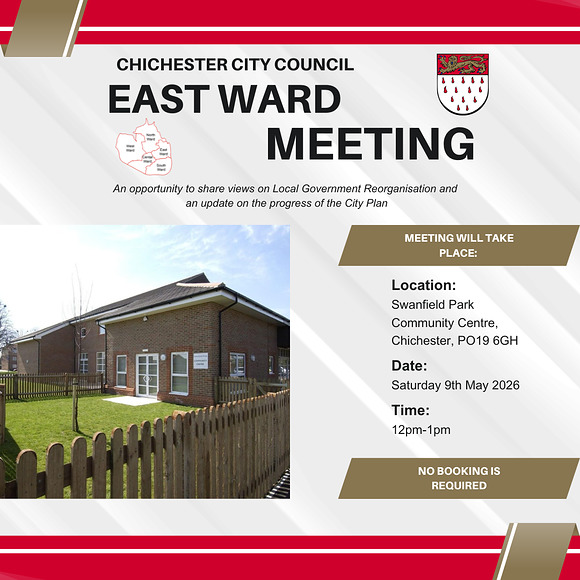 CHICHESTER CITY COUNCIL
EAST WARD
MEETING
North
Ward
West
Ward
East
Ward
Central
Ward
South
Ward
An opportunity to share views on Local Government Reorganisation and
an update on the progress of the City Plan
MEETING WILL TAKE
PLACE:
Location:
Swanfield Park
Community Centre,
Chichester, PO19 6GH
Date:
Saturday 9th May 2026
Time:
12pm-1pm
NO BOOKING IS
REQUIRED